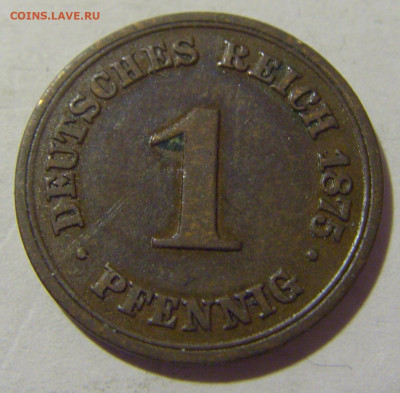 COINS.LAVE.RU
DEUTSCHES REICH 1875.
1
· PFENNIG ·